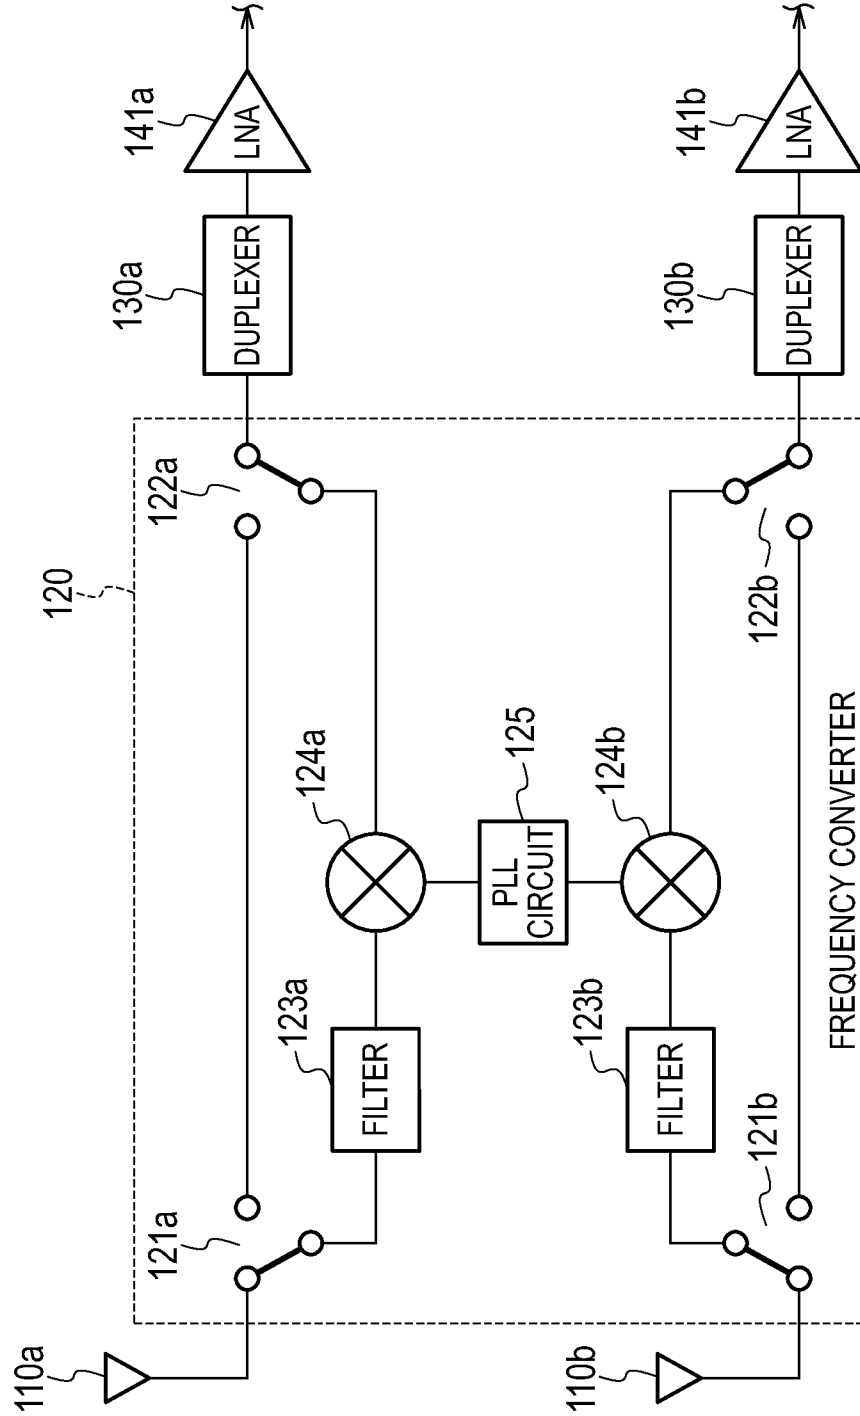 110a
120
121a
122a
130a
DUPLEXER
141a
LNA
123a
FILTER
124a
PLL
CIRCUIT
125
123b
FILTER
124b
110b
121b
122b
130b
DUPLEXER
141b
LNA
FREQUENCY CONVERTER